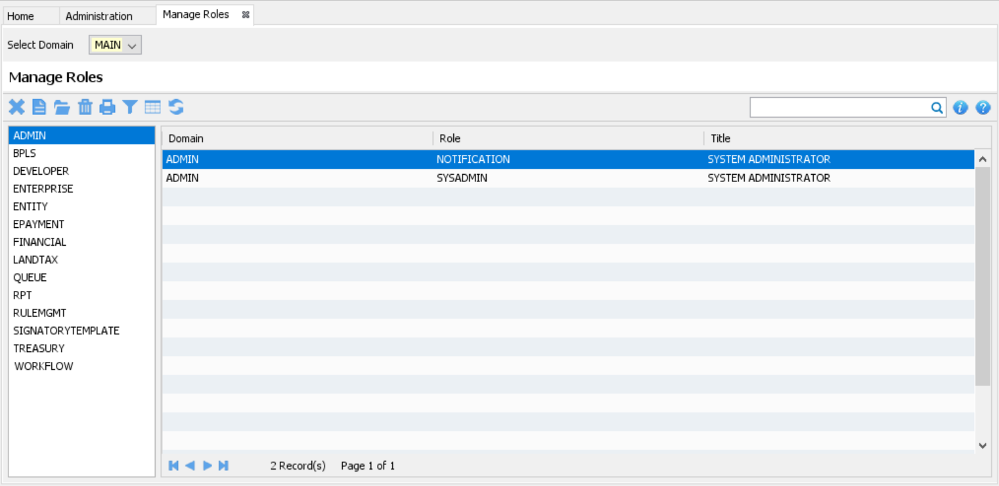 Home Administration Manage Roles
Select Domain MAIN
Manage Roles
ADMIN
BPLS
DEVELOPER
ENTERPRISE
ENTITY
EPAYMENT
FINANCIAL
LANDTAX
QUEUE
RPT
RULEMGMT
SIGNATORYTEMPLATE
TREASURY
WORKFLOW
Domain Role Title
ADMIN NOTIFICATION SYSTEM ADMINISTRATOR
ADMIN SYSADMIN SYSTEM ADMINISTRATOR
2 Record(s) Page 1 of 1